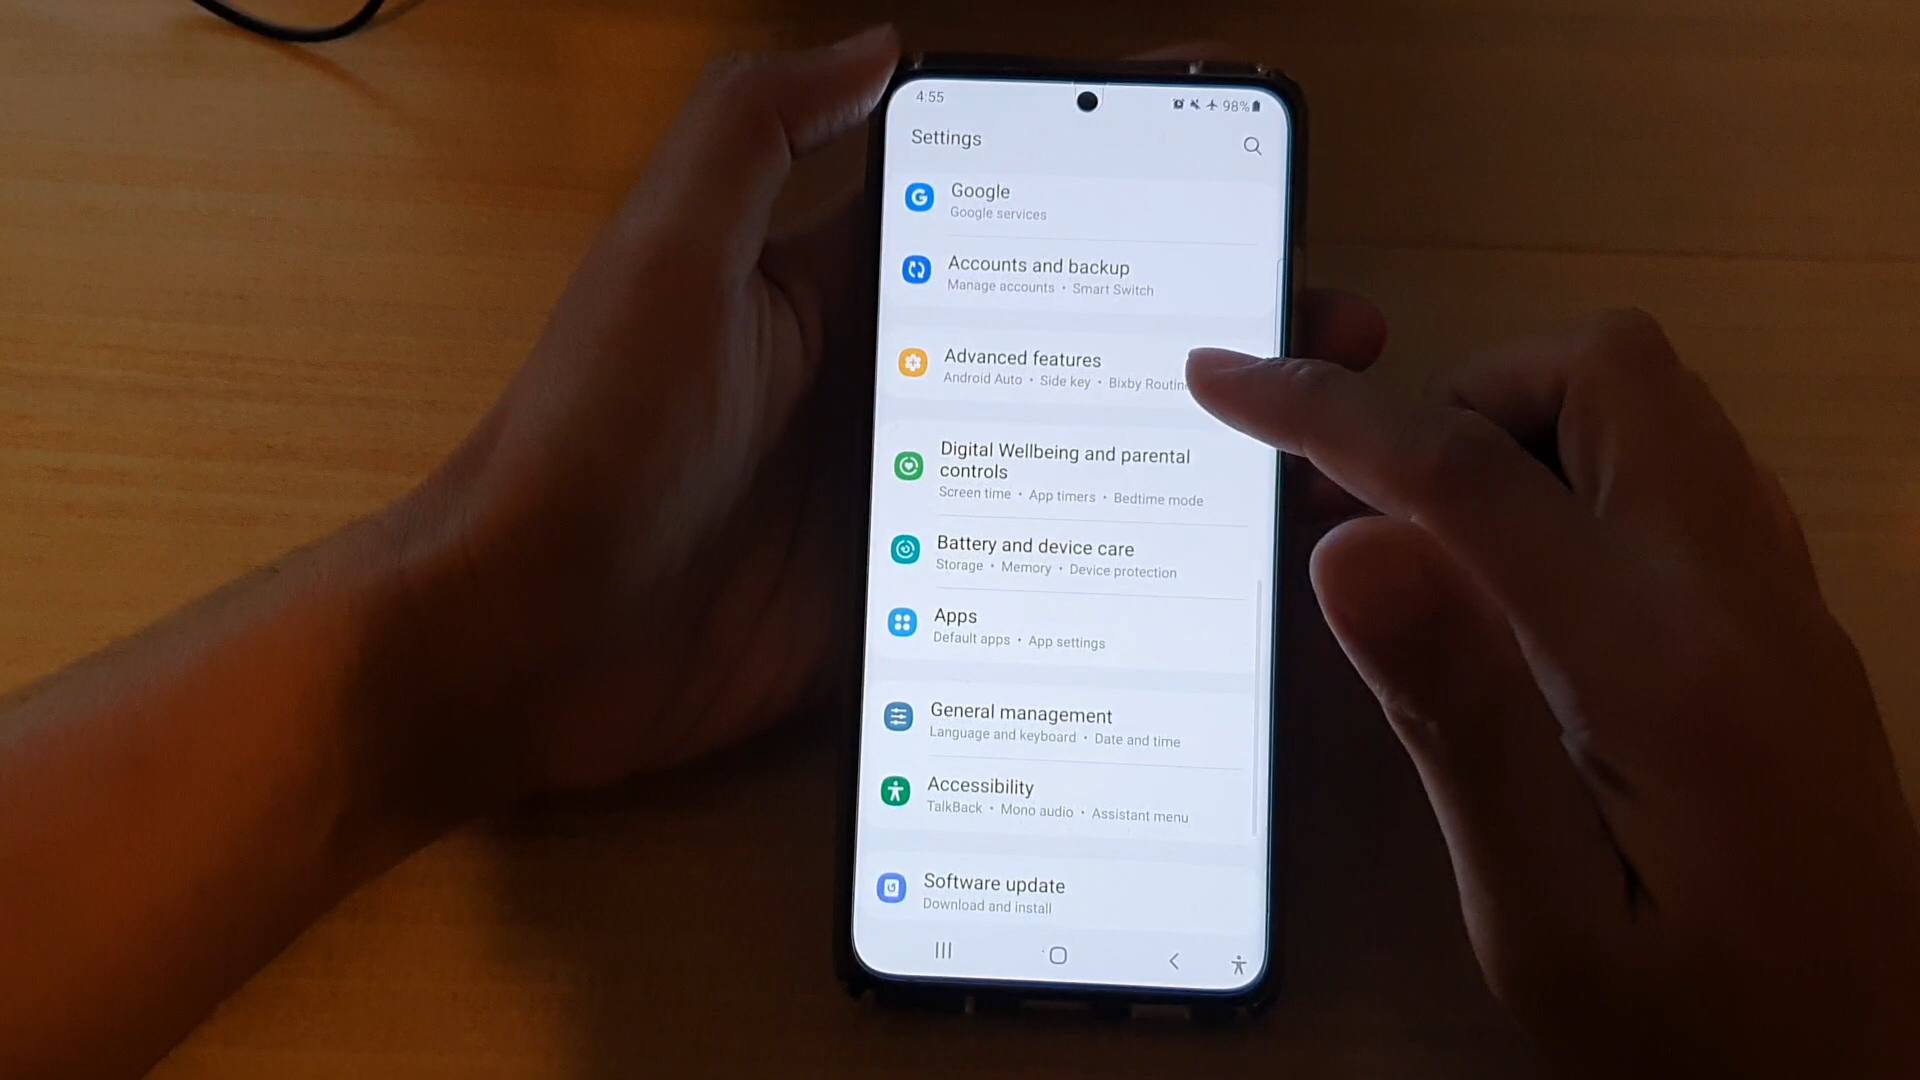 4:55
98%
Settings
Google
Google services
Accounts and backup
Manage accounts • Smart Switch
Advanced features
Android Auto • Side key • Bixby Routin
Digital Wellbeing and parental
controls
Screen time • App timers • Bedtime mode
Battery and device care
Storage • Memory • Device protection
Apps
Default apps • App settings
General management
Language and keyboard • Date and time
Accessibility
TalkBack • Mono audio • Assistant menu
Software update
Download and install